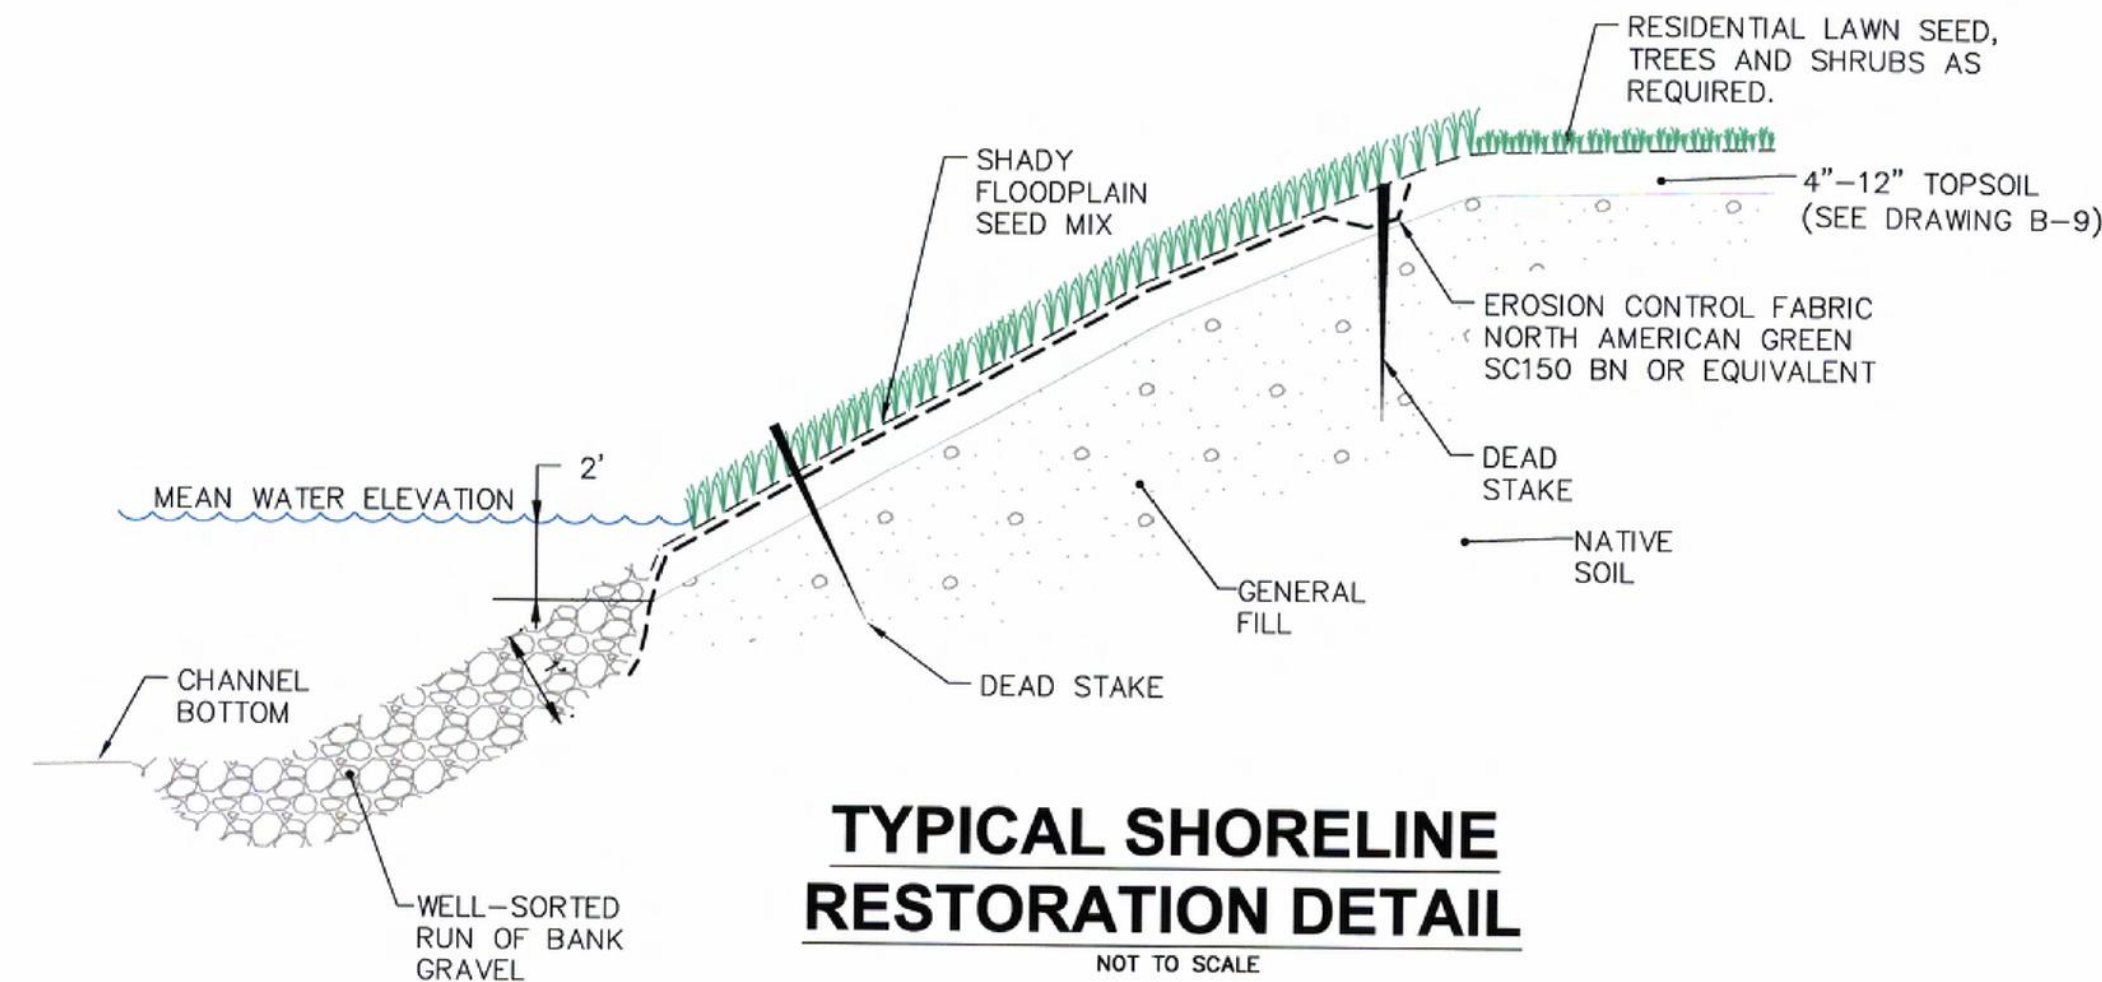 RESIDENTIAL LAWN SEED,
TREES AND SHRUBS AS
REQUIRED.
SHADY
FLOODPLAIN
SEED MIX
4"-12" TOPSOIL
(SEE DRAWING B-9)
EROSION CONTROL FABRIC
NORTH AMERICAN GREEN
SC150 BN OR EQUIVALENT
2'
MEAN WATER ELEVATION
DEAD
STAKE
NATIVE
SOIL
GENERAL
FILL
DEAD STAKE
CHANNEL
BOTTOM
WELL-SORTED
RUN OF BANK
GRAVEL
TYPICAL SHORELINE
RESTORATION DETAIL
NOT TO SCALE